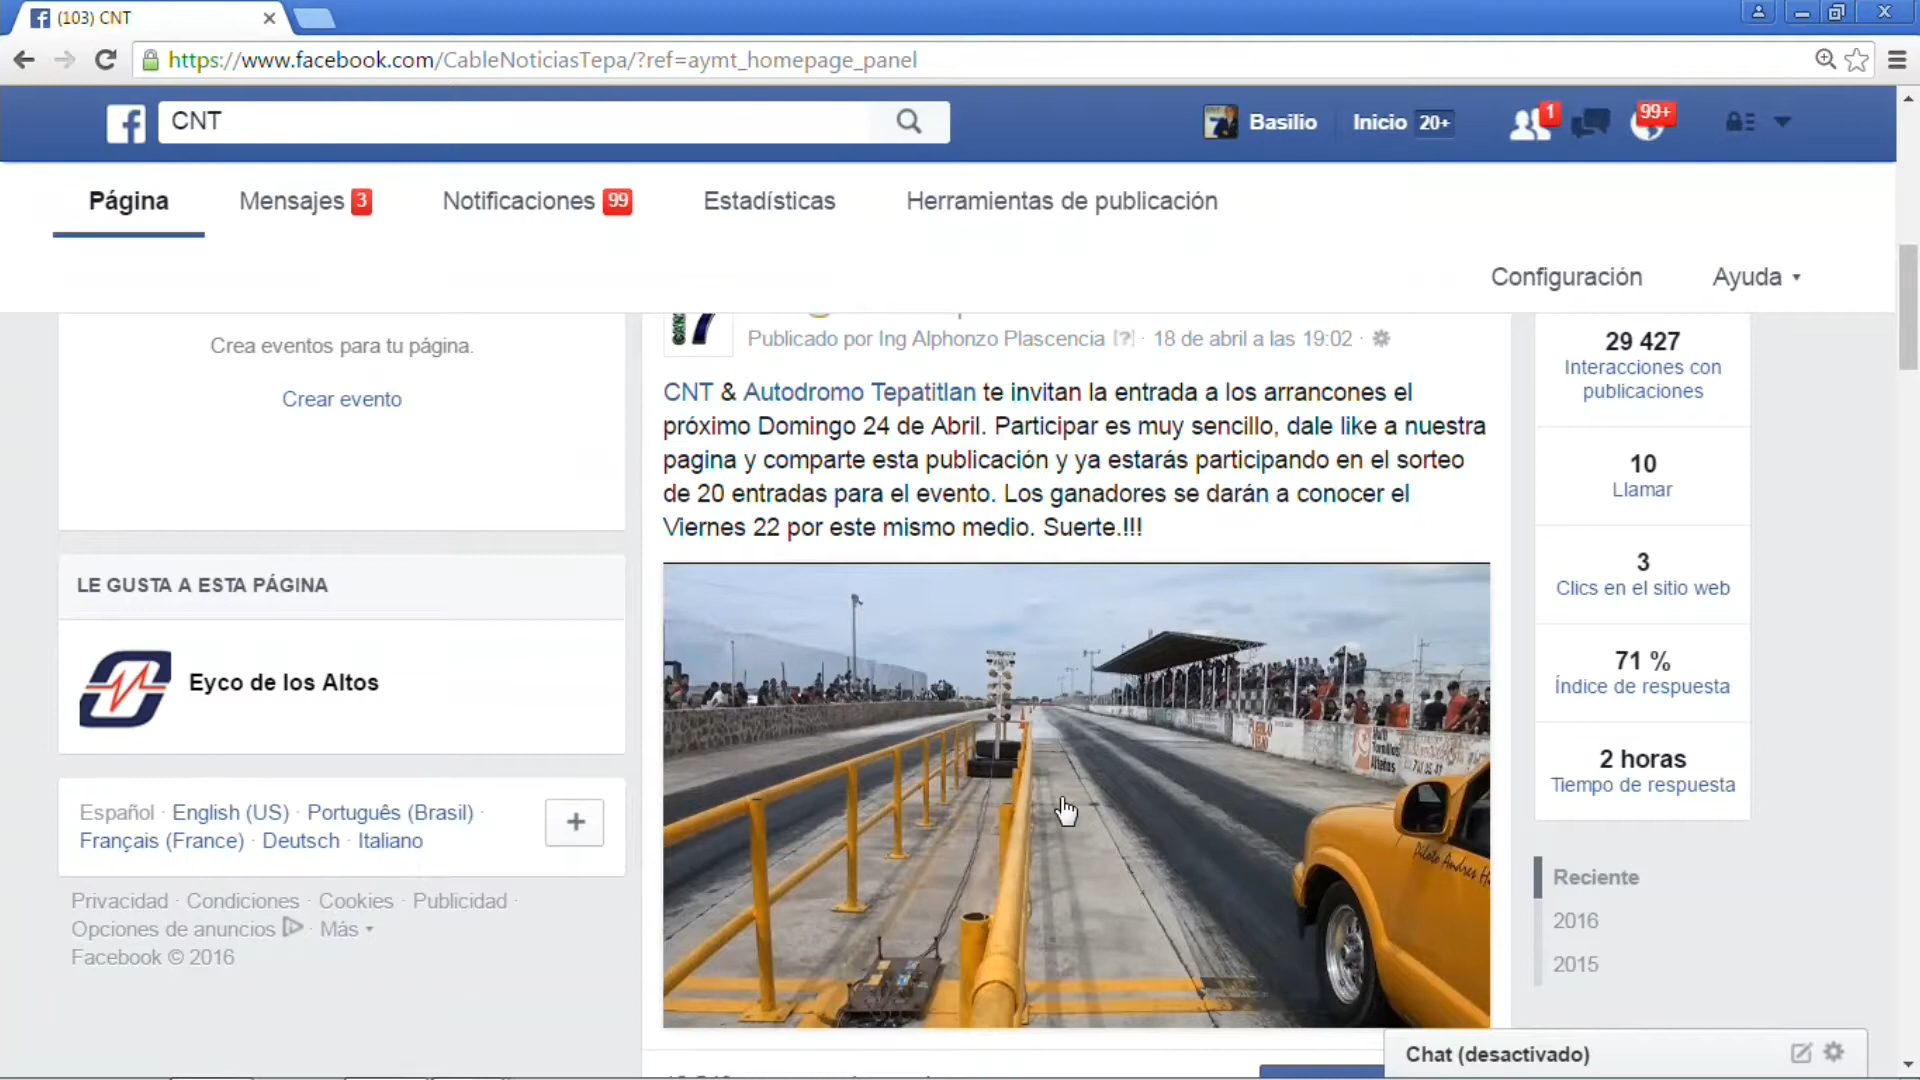 (103) CNT
https://www.facebook.com/CableNoticiasTepa/?ref=aymt_homepage_panel
CNT
Basilio
Inicio 20+
1
99+
Página
Mensajes 3
Notificaciones 99
Estadísticas
Herramientas de publicación
Configuración
Ayuda
Crea eventos para tu página.
Crear evento
LE GUSTA A ESTA PÁGINA
Eyco de los Altos
Español · English (US) · Português (Brasil) ·
Français (France) · Deutsch · Italiano
Privacidad · Condiciones · Cookies · Publicidad ·
Opciones de anuncios · Más
Facebook © 2016
7
Publicado por Ing Alphonzo Plascencia [?] · 18 de abril a las 19:02 ·
CNT & Autodromo Tepatitlan te invitan la entrada a los arrancones el
próximo Domingo 24 de Abril. Participar es muy sencillo, dale like a nuestra
pagina y comparte esta publicación y ya estarás participando en el sorteo
de 20 entradas para el evento. Los ganadores se darán a conocer el
Viernes 22 por este mismo medio. Suerte.!!!
PUEBLO
VIEJO
Piloto Andres
29 427
Interacciones con
publicaciones
10
Llamar
3
Clics en el sitio web
71 %
Índice de respuesta
2 horas
Tiempo de respuesta
Reciente
2016
2015
Chat (desactivado)